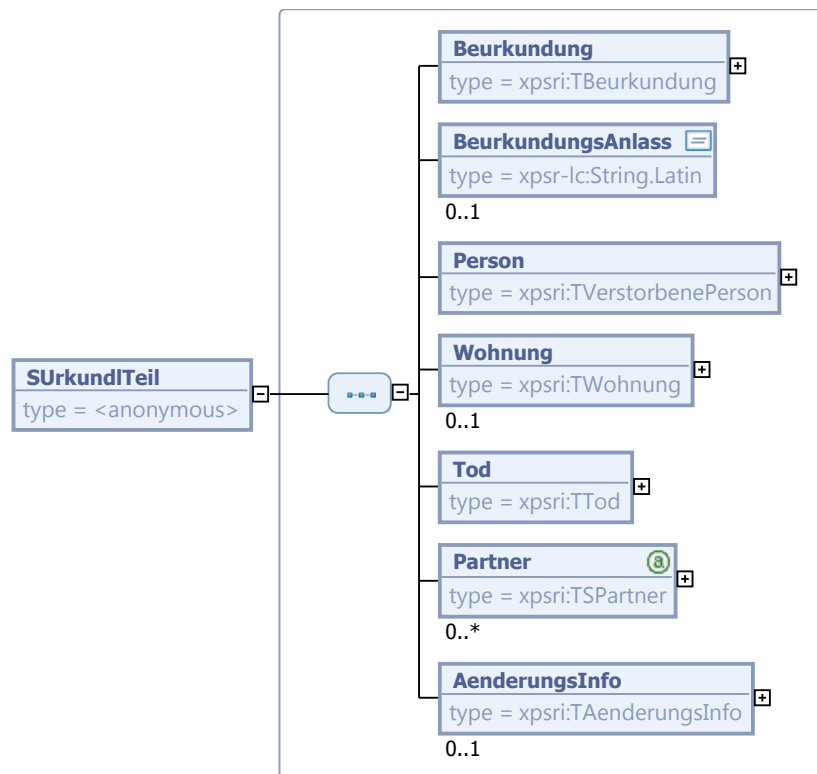 Beurkundung
type = xpsri:TBeurkundung
BeurkundungsAnlass
type = xpsr-lc:String.Latin
0..1
Person
type = xpsri:TVerstorbenePerson
Wohnung
type = xpsri:TWohnung
0..1
SUrkundlTeil
type = <anonymous>
Tod
type = xpsri:TTod
Partner
type = xpsri:TSPartner
0..*
AenderungsInfo
type = xpsri:TAenderungsInfo
0..1